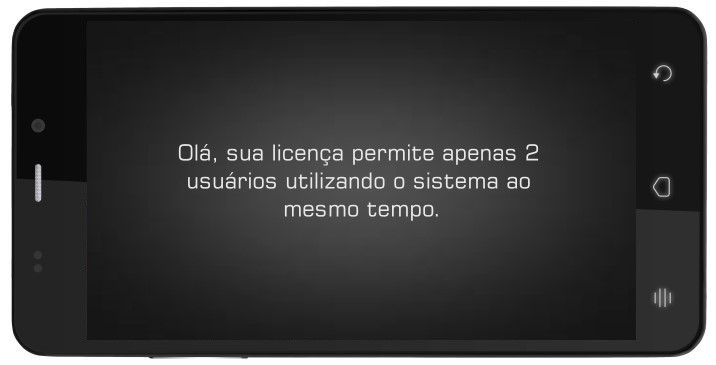 Olá, sua licença permite apenas 2
usuários utilizando o sistema ao
mesmo tempo.